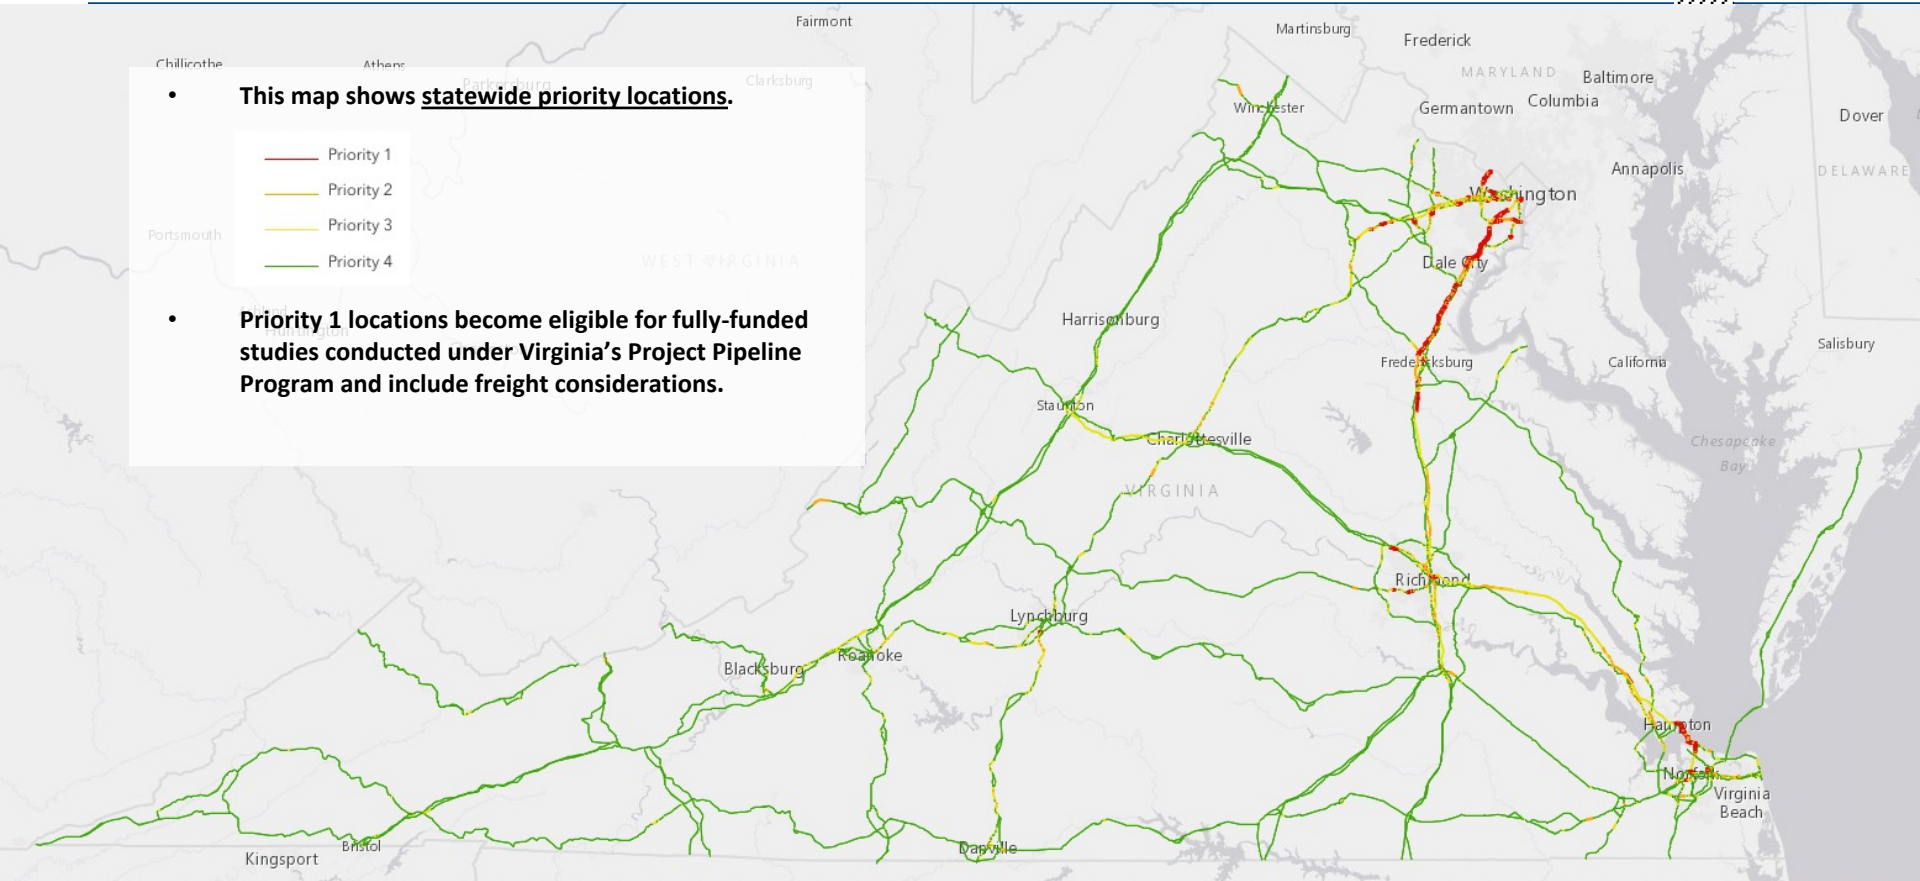 Fairmont
Martinsburg
Frederick
Chillicothe
Athens
Parkersburg
Clarksburg
MARYLAND
Baltimore
• This map shows statewide priority locations.
Winchester
Germantown
Columbia
Dover
Priority 1
Priority 2
Priority 3
Priority 4
Annapolis
DELAWARE
Washington
Portsmouth
WEST VIRGINIA
Dale City
Huntington
• Priority 1 locations become eligible for fully-funded
studies conducted under Virginia's Project Pipeline
Program and include freight considerations.
Harrisonburg
Salisbury
Fredericksburg
California
Staunton
Charlottesville
Chesapeake
Bay
VIRGINIA
Richmond
Lynchburg
Roanoke
Blacksburg
Hampton
Norfolk
Virginia
Beach
Danville
Bristol
Kingsport